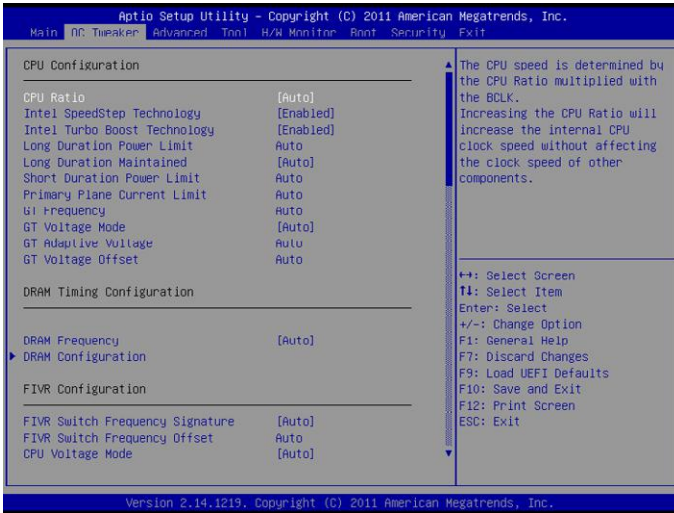 Aptio Setup Utility – Copyright (C) 2011 American Megatrends, Inc.
Main OC Tweaker Advanced Tool H/W Monitor Boot Security Exit
CPU Configuration
CPU Ratio [Auto]
Intel SpeedStep Technology [Enabled]
Intel Turbo Boost Technology [Enabled]
Long Duration Power Limit Auto
Long Duration Maintained [Auto]
Short Duration Power Limit Auto
Primary Plane Current Limit Auto
GT Frequency Auto
GT Voltage Mode [Auto]
GT Adaptive Voltage Auto
GT Voltage Offset Auto
DRAM Timing Configuration
DRAM Frequency [Auto]
DRAM Configuration
FIVR Configuration
FIVR Switch Frequency Signature [Auto]
FIVR Switch Frequency Offset Auto
CPU Voltage Mode [Auto]
The CPU speed is determined by
the CPU Ratio multiplied with
the BCLK.
Increasing the CPU Ratio will
increase the internal CPU
clock speed without affecting
the clock speed of other
components.
↔: Select Screen
↑↓: Select Item
Enter: Select
+/-: Change Option
F1: General Help
F7: Discard Changes
F9: Load UEFI Defaults
F10: Save and Exit
F12: Print Screen
ESC: Exit
Version 2.14.1219. Copyright (C) 2011 American Megatrends, Inc.